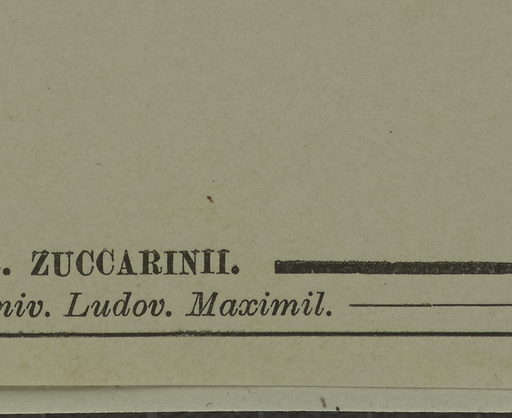 . ZUCCARINII.
niv. Ludov. Maximil.